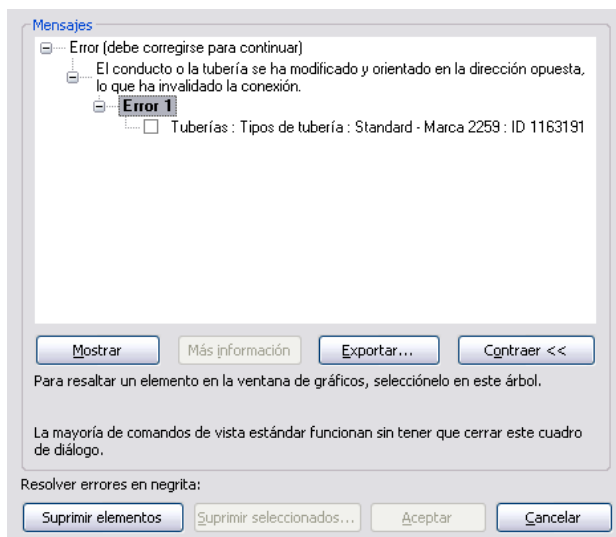 Mensajes
Error (debe corregirse para continuar)
El conducto o la tubería se ha modificado y orientado en la dirección opuesta,
lo que ha invalidado la conexión.
Error 1
Tuberías : Tipos de tubería : Standard - Marca 2259 : ID 1163191
Mostrar Más información Exportar... Contraer <<
Para resaltar un elemento en la ventana de gráficos, selecciónelo en este árbol.
La mayoría de comandos de vista estándar funcionan sin tener que cerrar este cuadro
de diálogo.
Resolver errores en negrita:
Suprimir elementos Suprimir seleccionados... Aceptar Cancelar